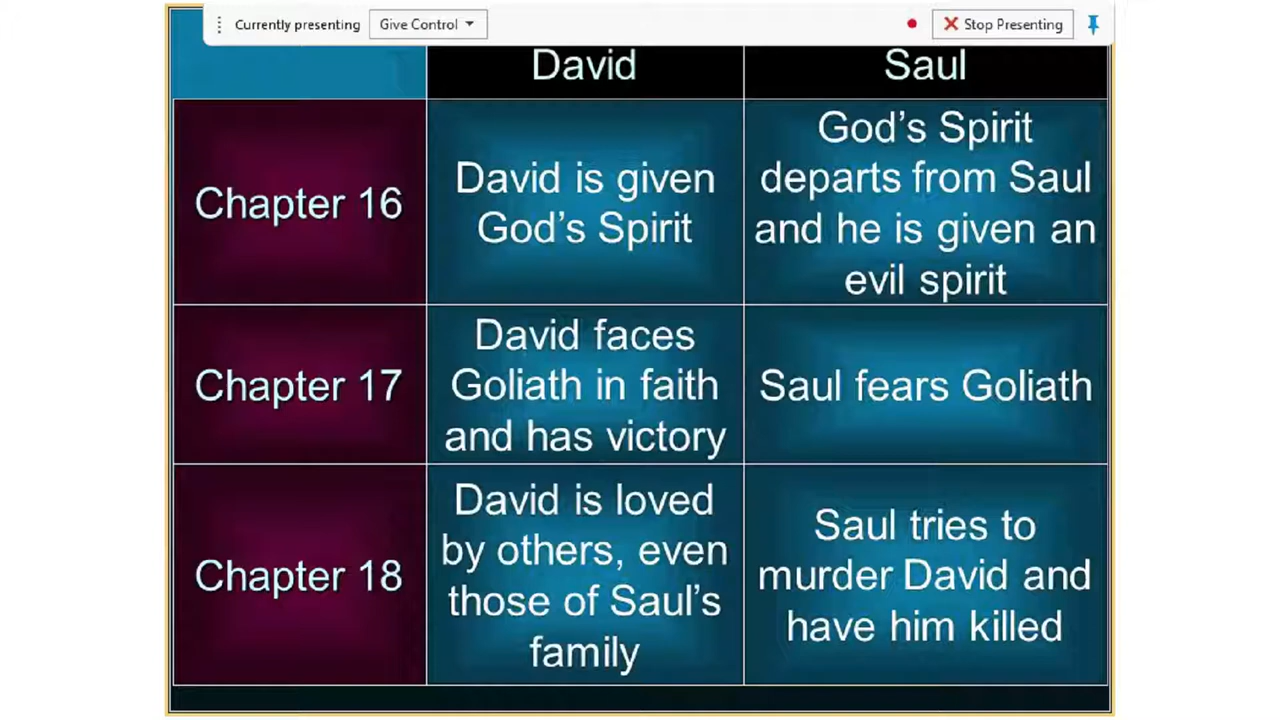 Currently presenting Give Control Stop Presenting
David Saul
Chapter 16
David is given
God’s Spirit
God’s Spirit
departs from Saul
and he is given an
evil spirit
Chapter 17
David faces
Goliath in faith
and has victory
Saul fears Goliath
Chapter 18
David is loved
by others, even
those of Saul’s
family
Saul tries to
murder David and
have him killed